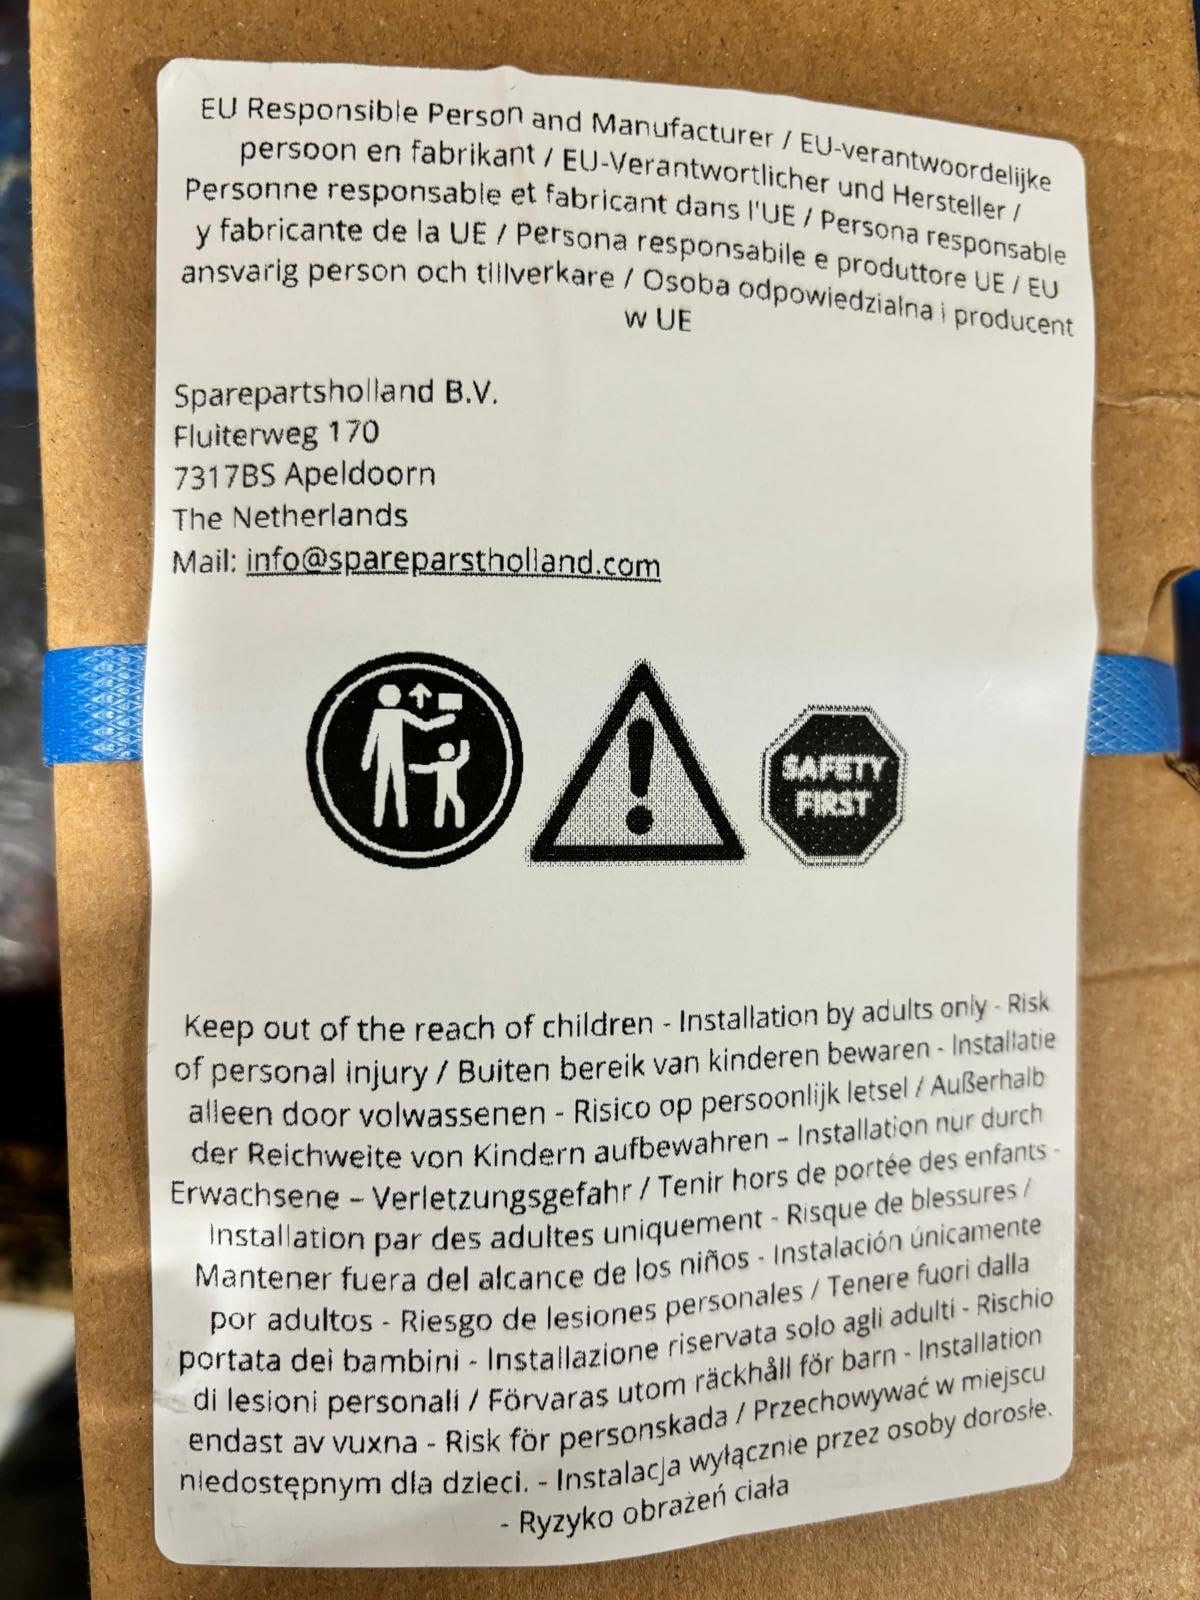 EU Responsible Person and Manufacturer / EU-verantwoordelijke
persoon en fabrikant / EU-Verantwortlicher und Hersteller /
Personne responsable et fabricant dans l'UE / Persona responsable
y fabricante de la UE / Persona responsabile e produttore UE / EU
ansvarig person och tillverkare / Osoba odpowiedzialna i producent
w UE
Sparepartsholland B.V.
Fluiterweg 170
7317BS Apeldoorn
The Netherlands
Mail: info@spareparstholland.com
SAFETY
FIRST
Keep out of the reach of children - Installation by adults only - Risk
of personal injury / Buiten bereik van kinderen bewaren - Installatie
alleen door volwassenen - Risico op persoonlijk letsel / Außerhalb
der Reichweite von Kindern aufbewahren – Installation nur durch
Erwachsene – Verletzungsgefahr / Tenir hors de portée des enfants -
Installation par des adultes uniquement - Risque de blessures /
Mantener fuera del alcance de los niños - Instalación únicamente
por adultos - Riesgo de lesiones personales / Tenere fuori dalla
portata dei bambini - Installazione riservata solo agli adulti - Rischio
di lesioni personali / Förvaras utom räckhåll för barn - Installation
endast av vuxna - Risk för personskada / Przechowywać w miejscu
niedostępnym dla dzieci. - Instalacja wyłącznie przez osoby dorosłe.
- Ryzyko obrażeń ciała